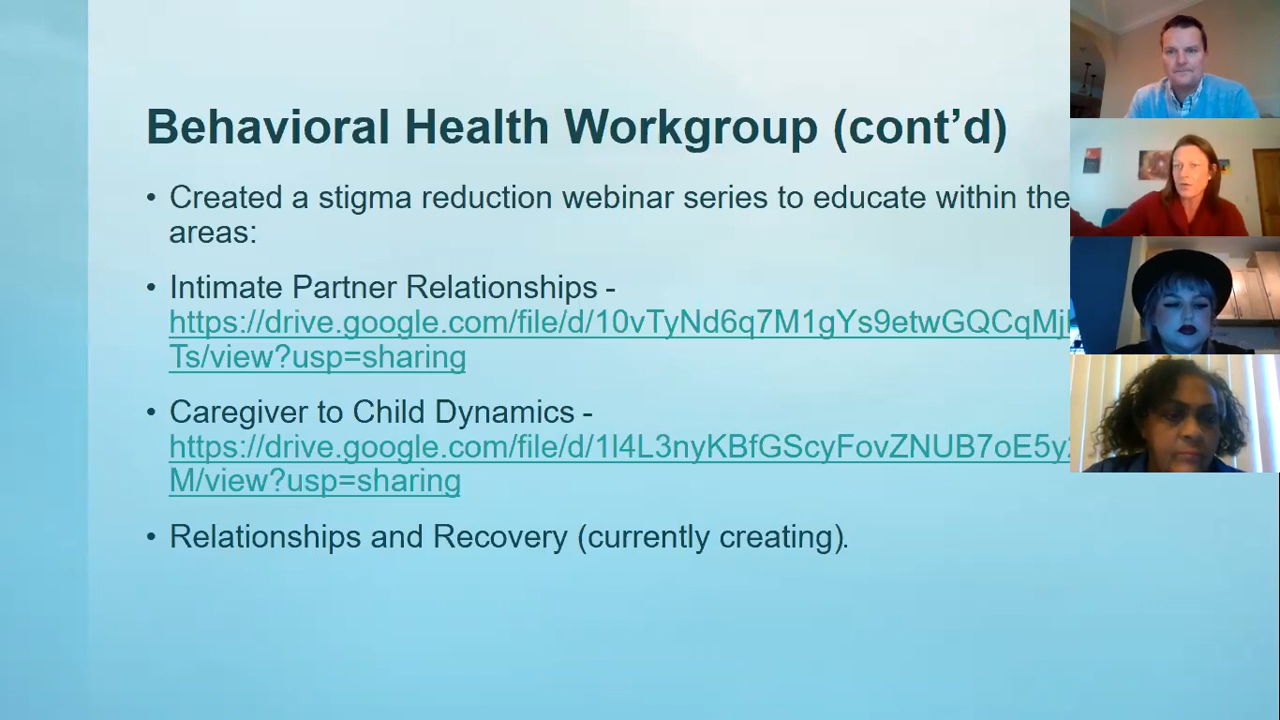 Behavioral Health Workgroup (cont’d)
• Created a stigma reduction webinar series to educate within the
areas:
• Intimate Partner Relationships -
https://drive.google.com/file/d/10vTyNd6q7M1gYs9etwGQCqMj
Ts/view?usp=sharing
• Caregiver to Child Dynamics -
https://drive.google.com/file/d/1l4L3nyKBfGScyFovZNUB7oE5y
M/view?usp=sharing
• Relationships and Recovery (currently creating).